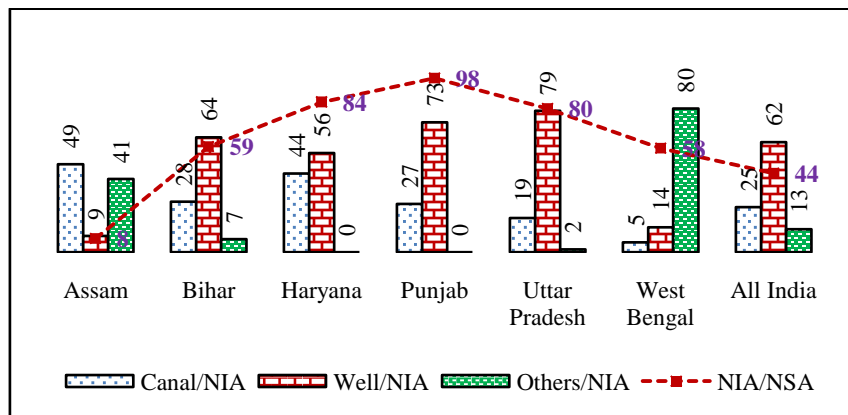 49
9
41
8
28
64
7
59
44
56
0
84
27
73
0
98
19
79
2
80
5
14
80
58
25
62
13
44
Assam
Bihar
Haryana
Punjab
Uttar
Pradesh
West
Bengal
All India
Canal/NIA
Well/NIA
Others/NIA
NIA/NSA